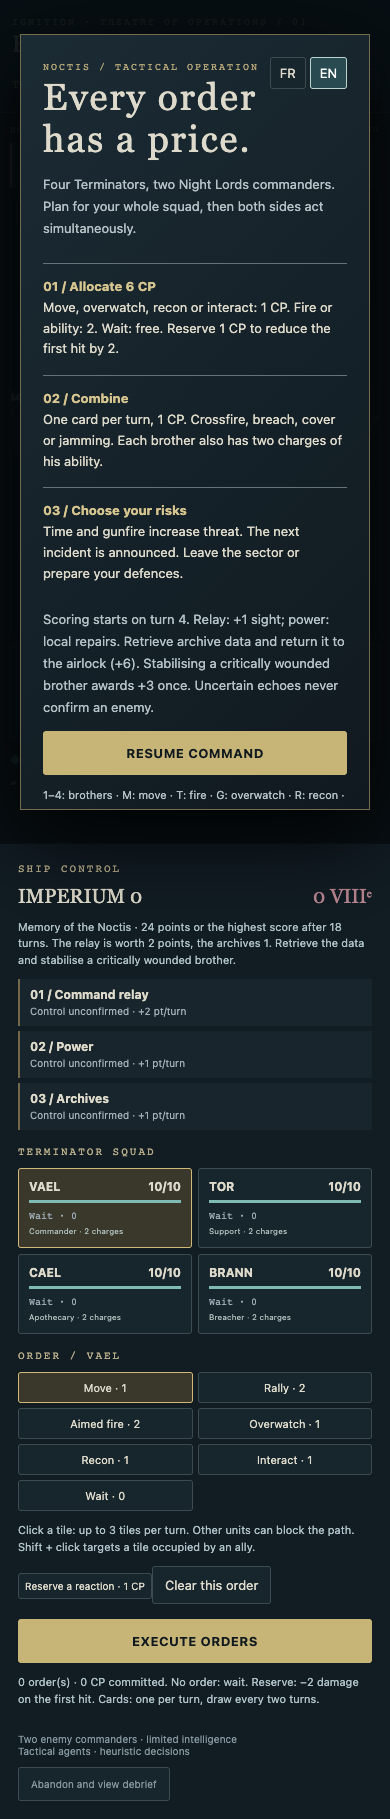 IGNITION · THEATRE OF OPERATIONS / 01
NOCTIS / TACTICAL OPERATION
FR
EN
Every order
has a price.
Four Terminators, two Night Lords commanders.
Plan for your whole squad, then both sides act
simultaneously.
01 / Allocate 6 CP
Move, overwatch, recon or interact: 1 CP. Fire or
ability: 2. Wait: free. Reserve 1 CP to reduce the
first hit by 2.
02 / Combine
One card per turn, 1 CP. Crossfire, breach, cover
or jamming. Each brother also has two charges of
his ability.
03 / Choose your risks
Time and gunfire increase threat. The next
incident is announced. Leave the sector or
prepare your defences.
Scoring starts on turn 4. Relay: +1 sight; power:
local repairs. Retrieve archive data and return it to
the airlock (+6). Stabilising a critically wounded
brother awards +3 once. Uncertain echoes never
confirm an enemy.
RESUME COMMAND
1–4: brothers · M: move · T: fire · G: overwatch · R: recon ·
SHIP CONTROL
IMPERIUM 0
0 VIIIᵉ
Memory of the Noctis · 24 points or the highest score after 18
turns. The relay is worth 2 points, the archives 1. Retrieve the data
and stabilise a critically wounded brother.
01 / Command relay
Control unconfirmed · +2 pt/turn
02 / Power
Control unconfirmed · +1 pt/turn
03 / Archives
Control unconfirmed · +1 pt/turn
TERMINATOR SQUAD
VAEL 10/10
Wait · 0
Commander · 2 charges
TOR 10/10
Wait · 0
Support · 2 charges
CAEL 10/10
Wait · 0
Apothecary · 2 charges
BRANN 10/10
Wait · 0
Breacher · 2 charges
ORDER / VAEL
Move · 1
Rally · 2
Aimed fire · 2
Overwatch · 1
Recon · 1
Interact · 1
Wait · 0
Click a tile: up to 3 tiles per turn. Other units can block the path.
Shift + click targets a tile occupied by an ally.
Reserve a reaction · 1 CP
Clear this order
EXECUTE ORDERS
0 order(s) · 0 CP committed. No order: wait. Reserve: −2 damage
on the first hit. Cards: one per turn, draw every two turns.
Two enemy commanders · limited intelligence
Tactical agents · heuristic decisions
Abandon and view debrief